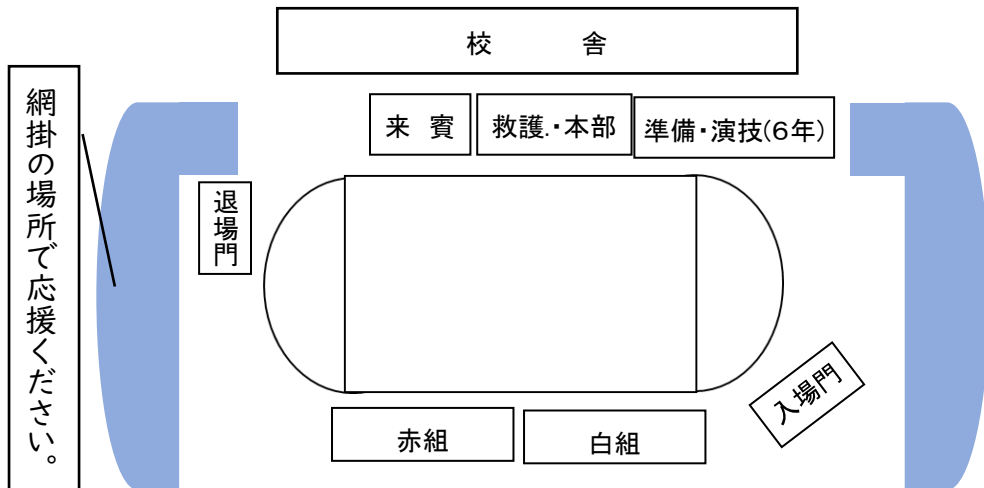 校　舎
網掛の場所で応援ください。
来 賓
救護.・本部
準備・演技(6年)
退場門
入場門
赤組
白組